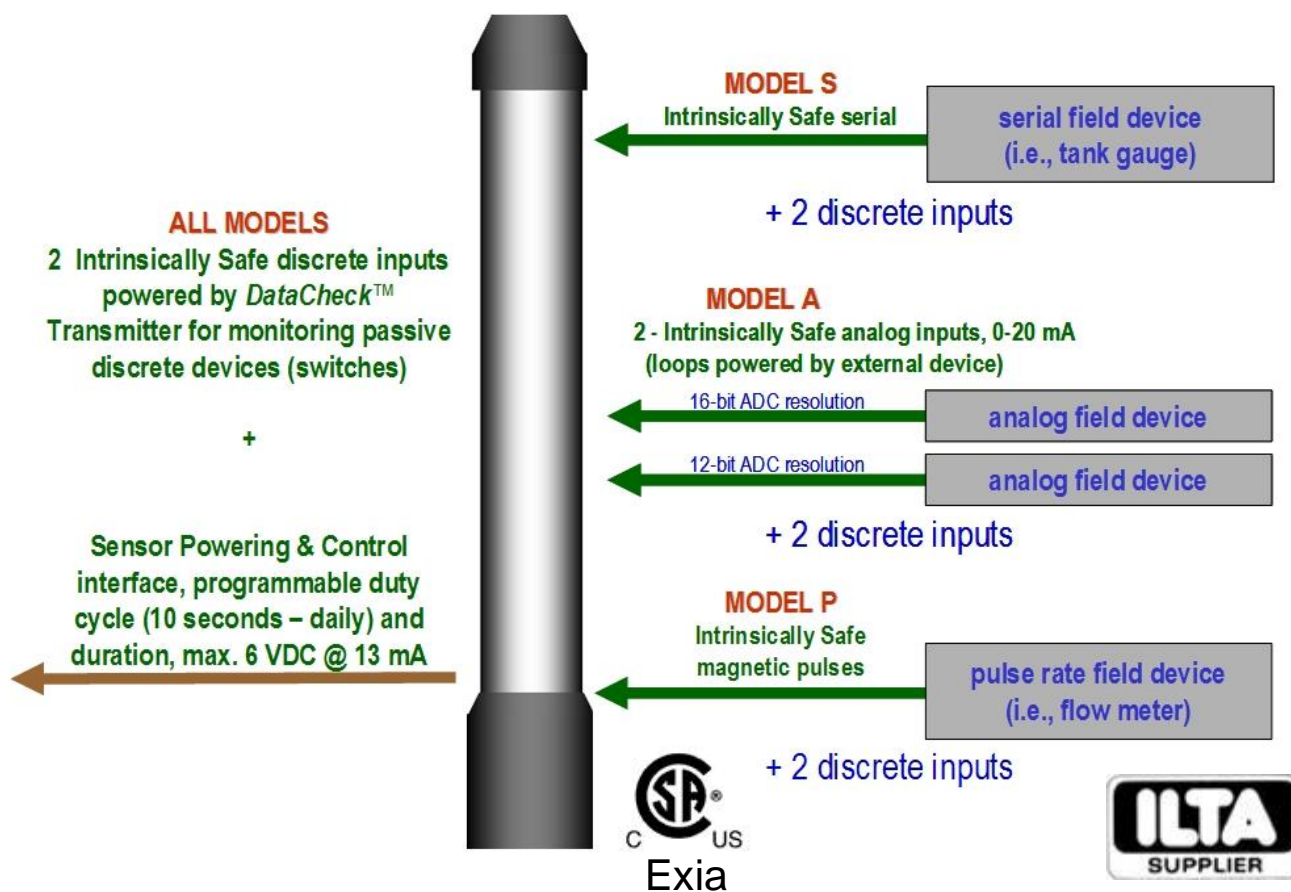 MODEL S
Intrinsically Safe serial
serial field device
(i.e., tank gauge)
+ 2 discrete inputs
ALL MODELS
2 Intrinsically Safe discrete inputs
powered by DataCheck™
Transmitter for monitoring passive
discrete devices (switches)
+
Sensor Powering & Control
interface, programmable duty
cycle (10 seconds – daily) and
duration, max. 6 VDC @ 13 mA
MODEL A
2 - Intrinsically Safe analog inputs, 0-20 mA
(loops powered by external device)
16-bit ADC resolution
analog field device
12-bit ADC resolution
analog field device
+ 2 discrete inputs
MODEL P
Intrinsically Safe
magnetic pulses
pulse rate field device
(i.e., flow meter)
+ 2 discrete inputs
CSA®
C US
Exia
ILTA
SUPPLIER